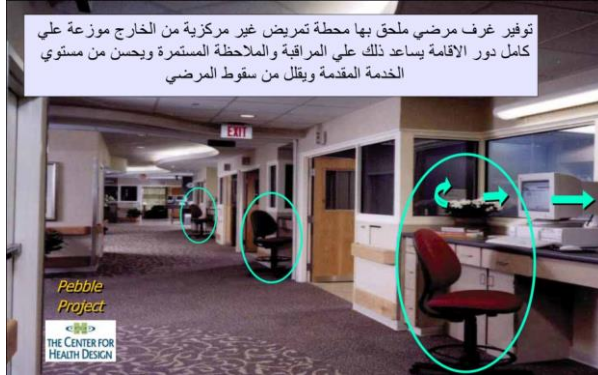 توفير غرف مرضي ملحق بها محطة تمريض غير مركزية من الخارج موزعة علي
كامل دور الاقامة يساعد ذلك علي المراقبة والملاحظة المستمرة ويحسن من مستوي
الخدمة المقدمة ويقلل من سقوط المرضي
EXIT
Pebble
Project
THE CENTER FOR
HEALTH DESIGN